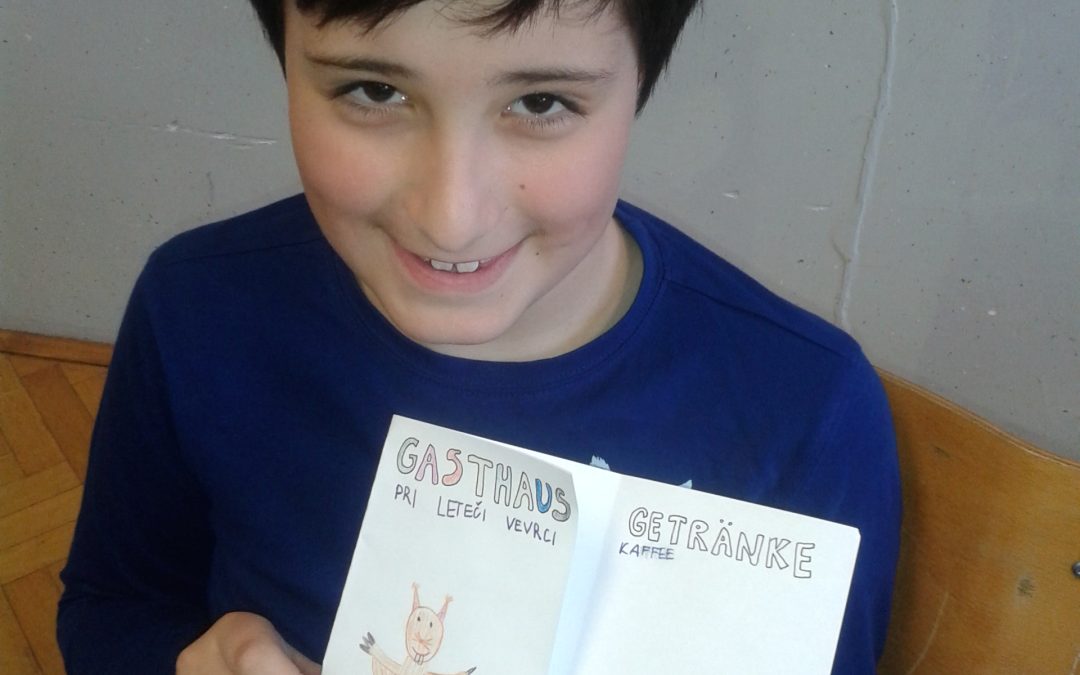 GASTHAUS
PRI LETEČI VEVRCI
GETRÄNKE
KAFFEE